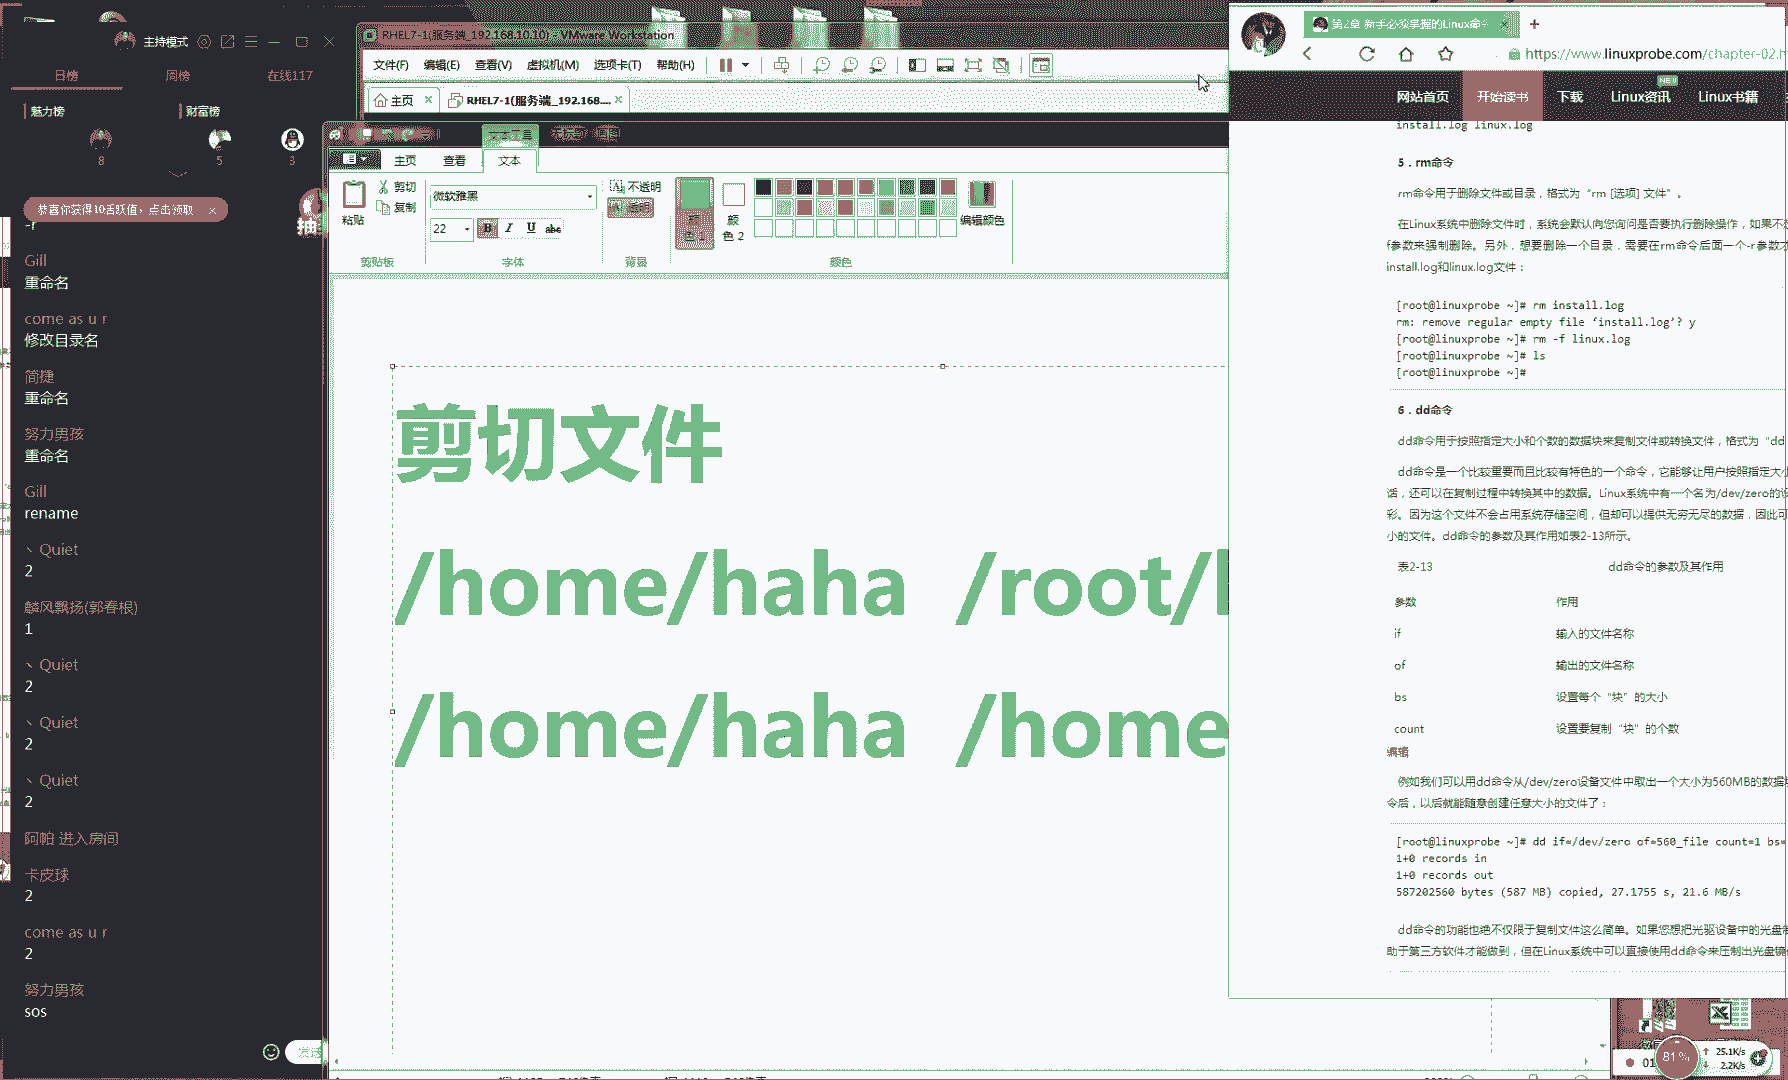 主持模式
日榜 周榜 在线117
魅力榜 财富榜
8 5 3
恭喜你获得10活跃值，点击领取 ×
-r
Gill
重命名
come as u r
修改目录名
简捷
重命名
努力男孩
重命名
Gill
rename
、Quiet
2
麟风飘扬(郭春根)
1
、Quiet
2
、Quiet
2
、Quiet
2
阿帕 进入房间
卡皮球
2
come as u r
2
努力男孩
sos
发送
RHEL7-1(服务端_192.168.10.10) - VMware Workstation
文件(F) 编辑(E) 查看(V) 虚拟机(M) 选项卡(T) 帮助(H)
主页 × RHEL7-1(服务端_192.168.... ×
文本工具
主页 查看 文本
粘贴
剪切
复制
剪贴板
微软雅黑
22 B I U abc
字体
不透明
透明
背景
颜色 1
颜色 2
编辑颜色
颜色
剪切文件
/home/haha /root/
/home/haha /home
第2章 新手必须掌握的Linux命令
https://www.linuxprobe.com/chapter-02.h
网站首页 开始读书 下载 Linux资讯 NEW Linux书籍
install.log linux.log
5．rm命令
rm命令用于删除文件或目录，格式为“rm [选项] 文件”。
在Linux系统中删除文件时，系统会默认向您询问是否要执行删除操作，如果不
f参数来强制删除。另外，想要删除一个目录，需要在rm命令后面一个-r参数才
install.log和linux.log文件：
[root@linuxprobe ~]# rm install.log
rm: remove regular empty file ‘install.log’? y
[root@linuxprobe ~]# rm -f linux.log
[root@linuxprobe ~]# ls
[root@linuxprobe ~]#
6．dd命令
dd命令用于按照指定大小和个数的数据块来复制文件或转换文件，格式为“dd
dd命令是一个比较重要而且比较有特色的一个命令，它能够让用户按照指定大小
话，还可以在复制过程中转换其中的数据。Linux系统中有一个名为/dev/zero的设
彩。因为这个文件不会占用系统存储空间，但却可以提供无穷无尽的数据，因此可
小的文件。dd命令的参数及其作用如表2-13所示。
表2-13 dd命令的参数及其作用
参数 作用
if 输入的文件名称
of 输出的文件名称
bs 设置每个“块”的大小
count 设置要复制“块”的个数
编辑
例如我们可以用dd命令从/dev/zero设备文件中取出一个大小为560MB的数据块
令后，以后就能随意创建任意大小的文件了：
[root@linuxprobe ~]# dd if=/dev/zero of=560_file count=1 bs=
1+0 records in
1+0 records out
587202560 bytes (587 MB) copied, 27.1755 s, 21.6 MB/s
dd命令的功能也绝不仅限于复制文件这么简单。如果您想把光驱设备中的光盘制
助于第三方软件才能做到，但在Linux系统中可以直接使用dd命令来压制出光盘镜像
01
81%
25.1K/s
2.2K/s